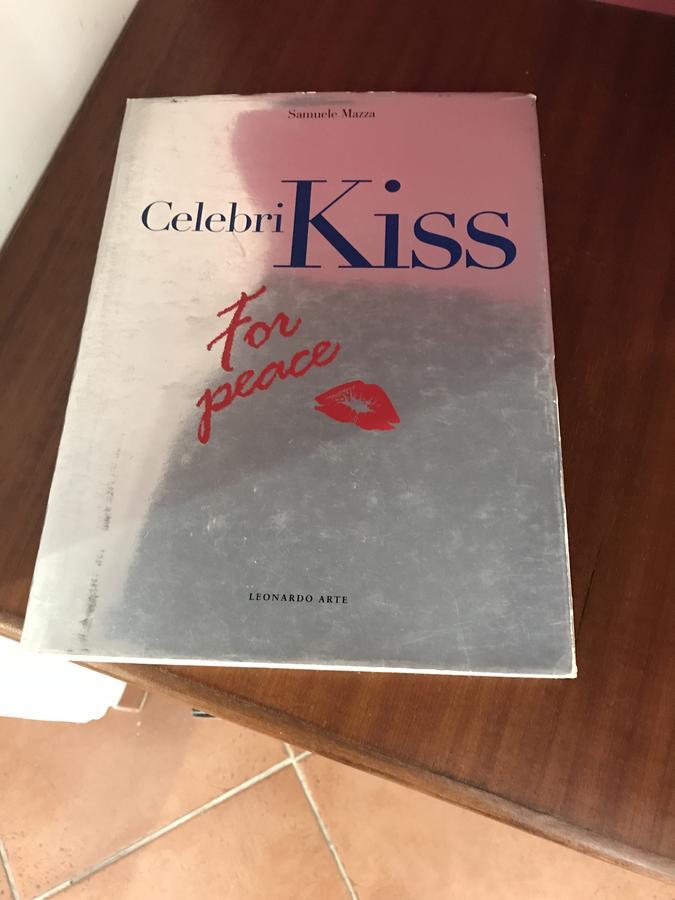 Samuele Mazza
CelebriKiss
For
peace
LEONARDO ARTE